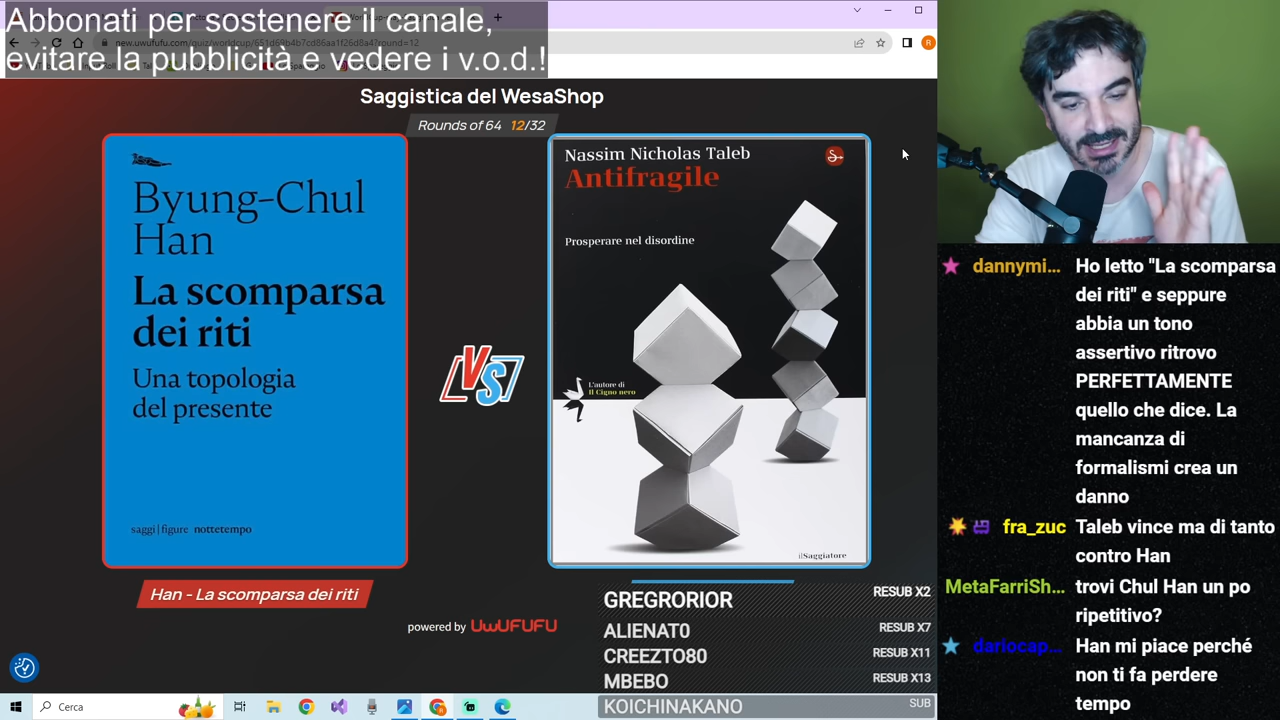 Abbonati per sostenere il canale,
evitare la pubblicità e vedere i v.o.d.!
Saggistica del WesaShop
Rounds of 64 12/32
Byung-Chul
Han
La scomparsa
dei riti
Una topologia
del presente
saggi|figure nottetempo
Han - La scomparsa dei riti
VS
Nassim Nicholas Taleb
Antifragile
Prosperare nel disordine
L'autore di
Il Cigno nero
ilSaggiatore
powered by UWUFUFU
GREGRORIOR RESUB X2
ALIENAT0 RESUB X7
CREEZTO80 RESUB X11
MBEBO RESUB X13
KOICHINAKANO SUB
dannymi... Ho letto "La scomparsa
dei riti" e seppure
abbia un tono
assertivo ritrovo
PERFETTAMENTE
quello che dice. La
mancanza di
formalismi crea un
danno
fra_zuc Taleb vince ma di tanto
contro Han
MetaFarriSh... trovi Chul Han un po
ripetitivo?
dariocap... Han mi piace perché
non ti fa perdere
tempo
Cerca